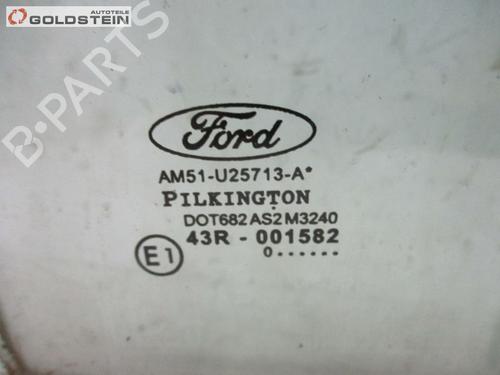 AUTOTEILE
GOLDSTEIN
B-PARTS
Ford
AM51-U25713-A*
PILKINGTON
DOT682 AS2 M3240
43R - 001582
E1
0......